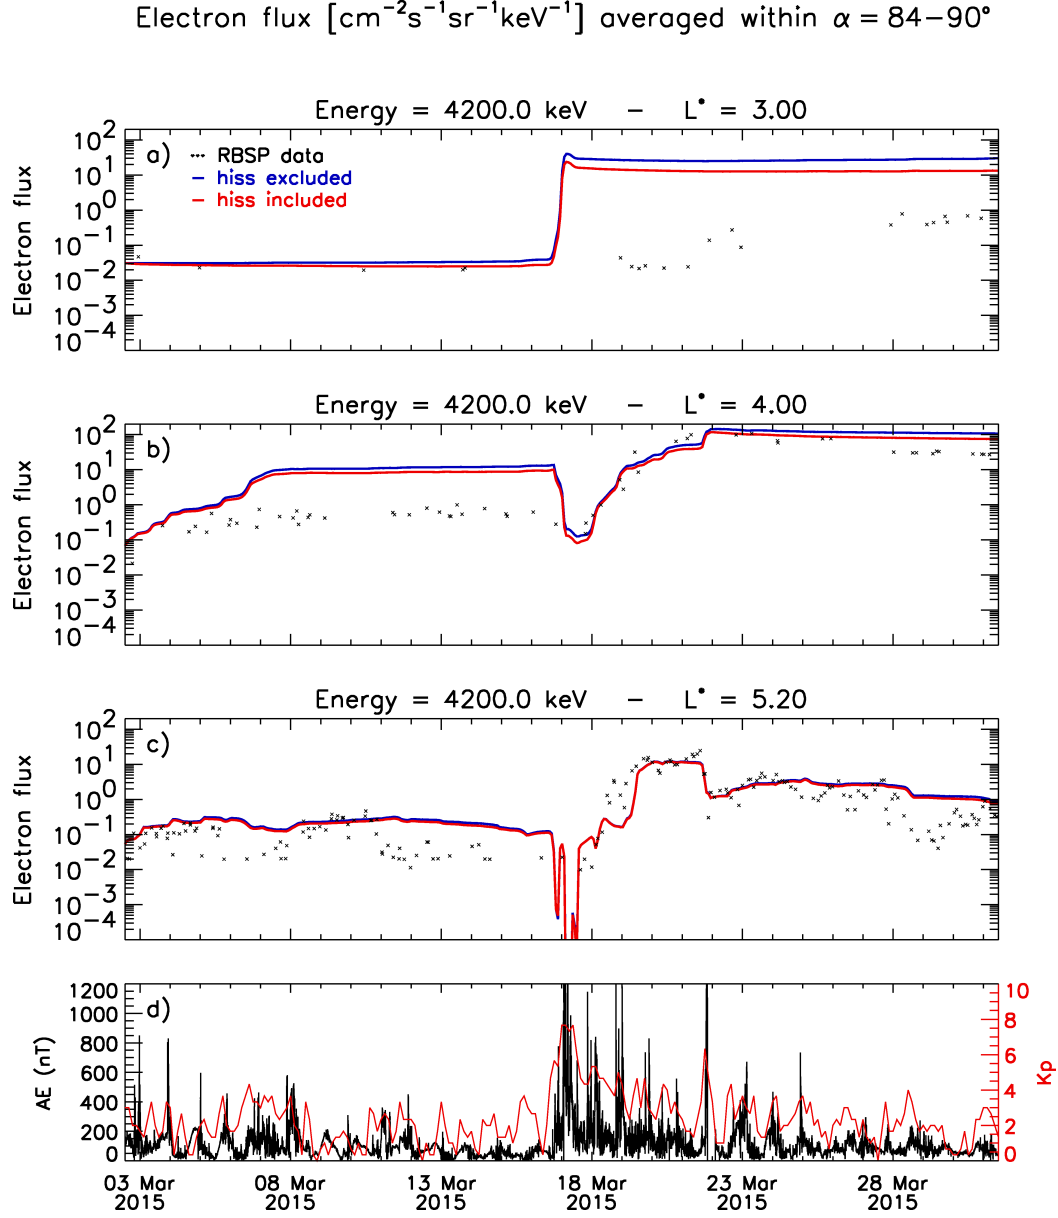 Electron flux [cm⁻²s⁻¹sr⁻¹keV⁻¹] averaged within α = 84−90°
Energy = 4200.0 keV − L* = 3.00
Electron flux
10² 10¹ 10⁰ 10⁻¹ 10⁻² 10⁻³ 10⁻⁴
a)
RBSP data
hiss excluded
hiss included
Energy = 4200.0 keV − L* = 4.00
Electron flux
10² 10¹ 10⁰ 10⁻¹ 10⁻² 10⁻³ 10⁻⁴
b)
Energy = 4200.0 keV − L* = 5.20
Electron flux
10² 10¹ 10⁰ 10⁻¹ 10⁻² 10⁻³ 10⁻⁴
c)
AE (nT)
1200 1000 800 600 400 200 0
d)
10 8 6 4 2 0
Kp
03 Mar 08 Mar 13 Mar 18 Mar 23 Mar 28 Mar
2015 2015 2015 2015 2015 2015